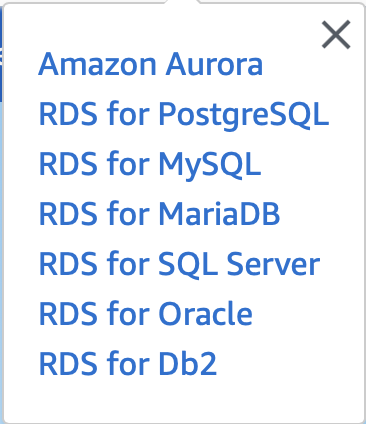 Amazon Aurora
RDS for PostgreSQL
RDS for MySQL
RDS for MariaDB
RDS for SQL Server
RDS for Oracle
RDS for Db2